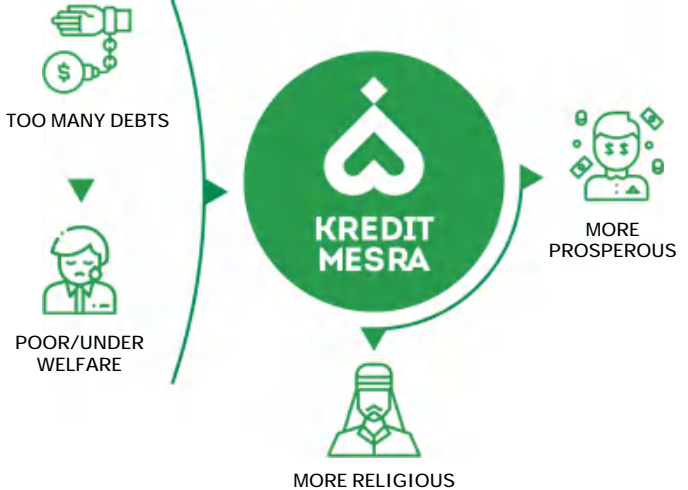 TOO MANY DEBTS
POOR/UNDER
WELFARE
KREDIT
MESRA
MORE
PROSPEROUS
MORE RELIGIOUS